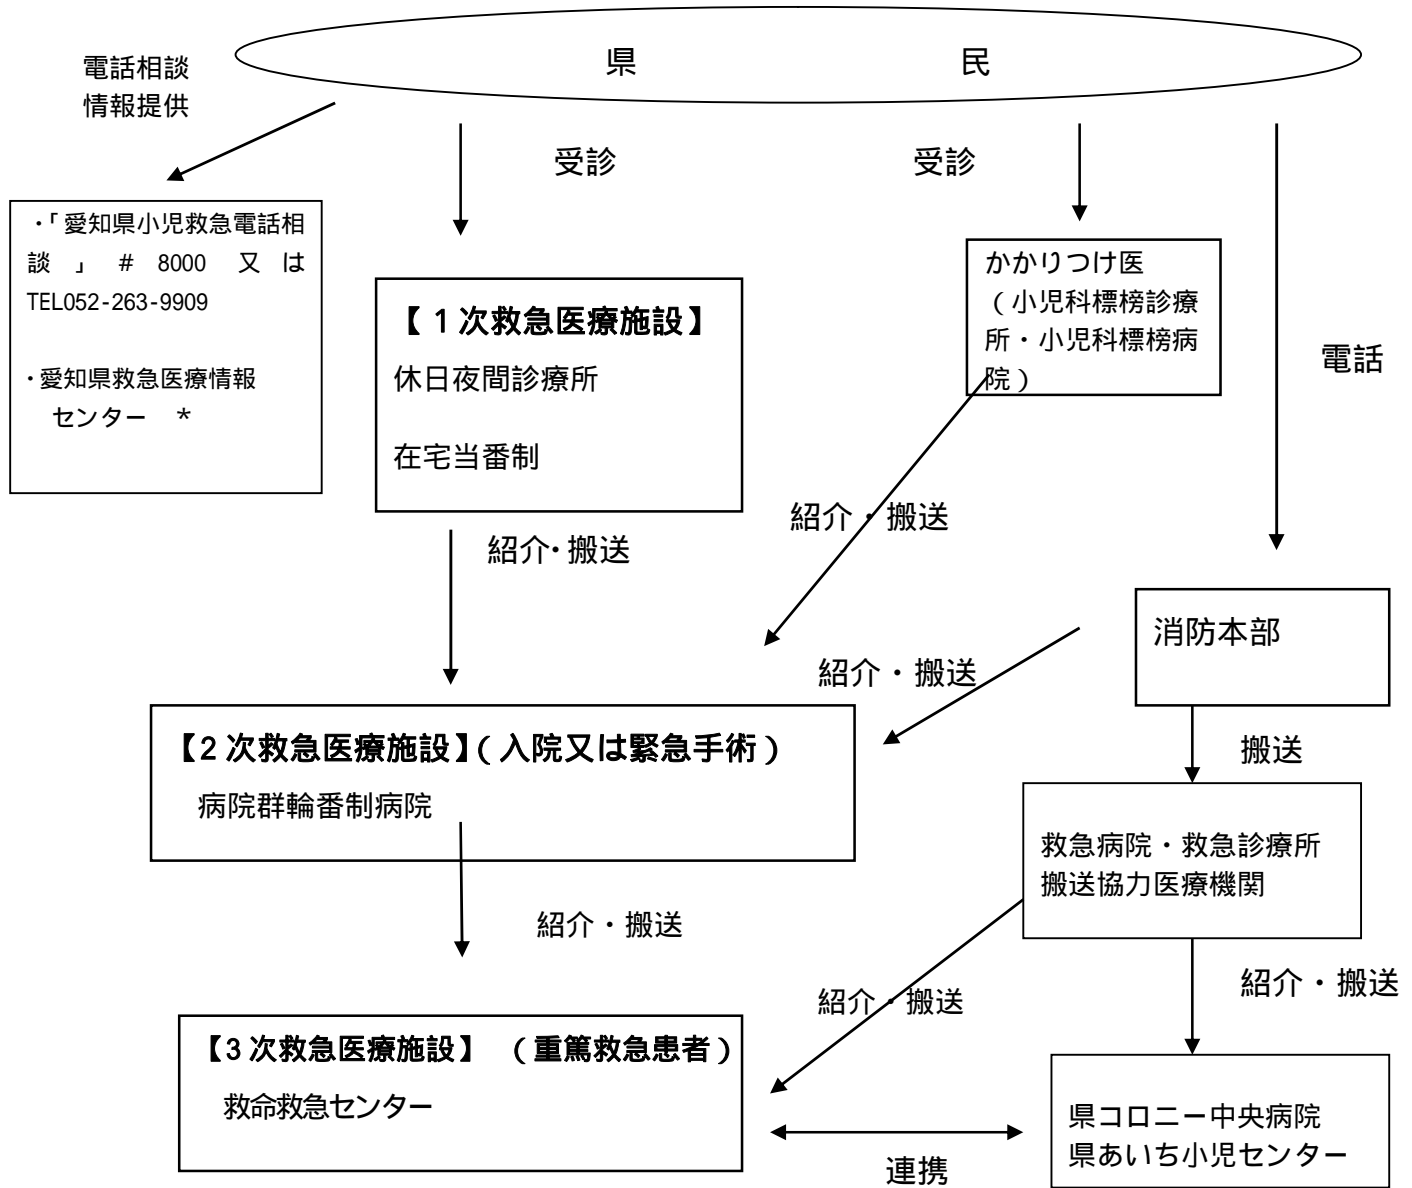 県　民
電話相談
情報提供
受診
受診
・「愛知県小児救急電話相
談」＃8000又は
TEL052-263-9909
・愛知県救急医療情報
センター　＊
【１次救急医療施設】
休日夜間診療所
在宅当番制
かかりつけ医
（小児科標榜診療
所・小児科標榜病
院）
電話
紹介・搬送
紹介・搬送
消防本部
紹介・搬送
【２次救急医療施設】（入院又は緊急手術）
病院群輪番制病院
搬送
救急病院・救急診療所
搬送協力医療機関
紹介・搬送
紹介・搬送
紹介・搬送
【３次救急医療施設】　（重篤救急患者）
救命救急センター
県コロニー中央病院
県あいち小児センター
連携